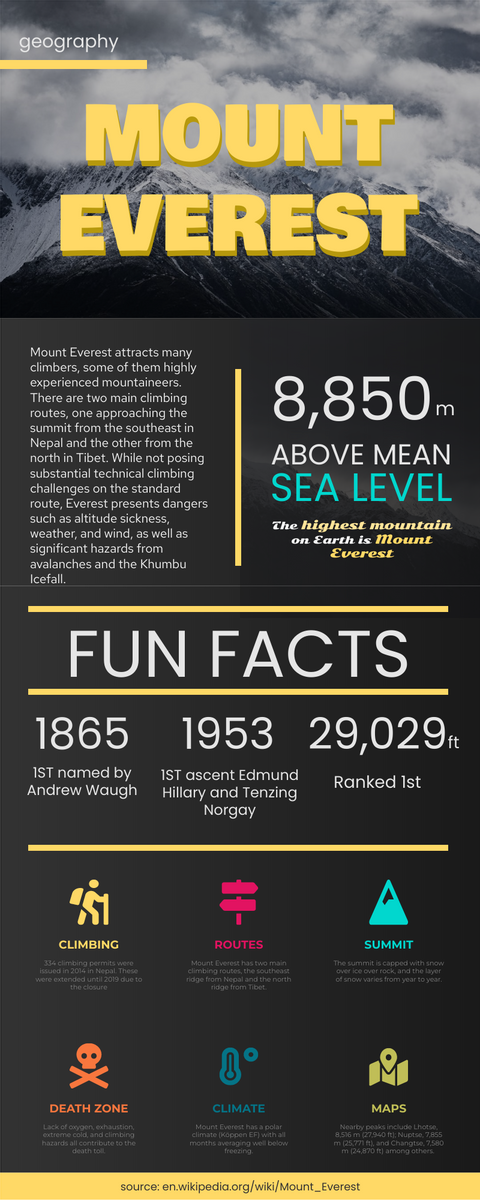 geography
MOUNT
EVEREST
Mount Everest attracts many
climbers, some of them highly
experienced mountaineers.
There are two main climbing
routes, one approaching the
summit from the southeast in
Nepal and the other from the
north in Tibet. While not posing
substantial technical climbing
challenges on the standard
route, Everest presents dangers
such as altitude sickness,
weather, and wind, as well as
significant hazards from
avalanches and the Khumbu
Icefall.
8,850 m
ABOVE MEAN
SEA LEVEL
The highest mountain
on Earth is Mount
Everest
FUN FACTS
1865
1ST named by
Andrew Waugh
1953
1ST ascent Edmund
Hillary and Tenzing
Norgay
29,029 ft
Ranked 1st
CLIMBING
334 climbing permits were
issued in 2014 in Nepal. These
were extended until 2019 due to
the closure
ROUTES
Mount Everest has two main
climbing routes, the southeast
ridge from Nepal and the north
ridge from Tibet.
SUMMIT
The summit is capped with snow
over ice over rock, and the layer
of snow varies from year to year.
DEATH ZONE
Lack of oxygen, exhaustion,
extreme cold, and climbing
hazards all contribute to the
death toll.
CLIMATE
Mount Everest has a polar
climate (Köppen EF) with all
months averaging well below
freezing.
MAPS
Nearby peaks include Lhotse,
8,516 m (27,940 ft); Nuptse, 7,855
m (25,771 ft), and Changtse, 7,580
m (24,870 ft) among others.
source: en.wikipedia.org/wiki/Mount_Everest